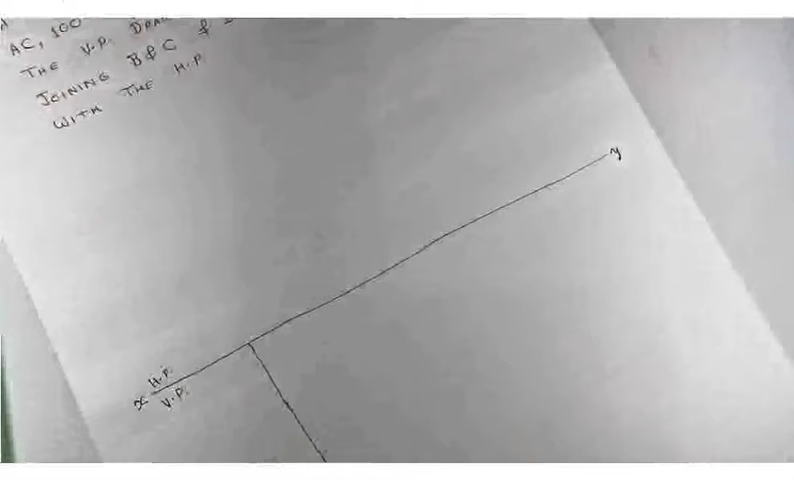 AC, 100
THE V.P. DRA
JOINING B & C &
WITH THE H.P
y
H.P.
x V.P.